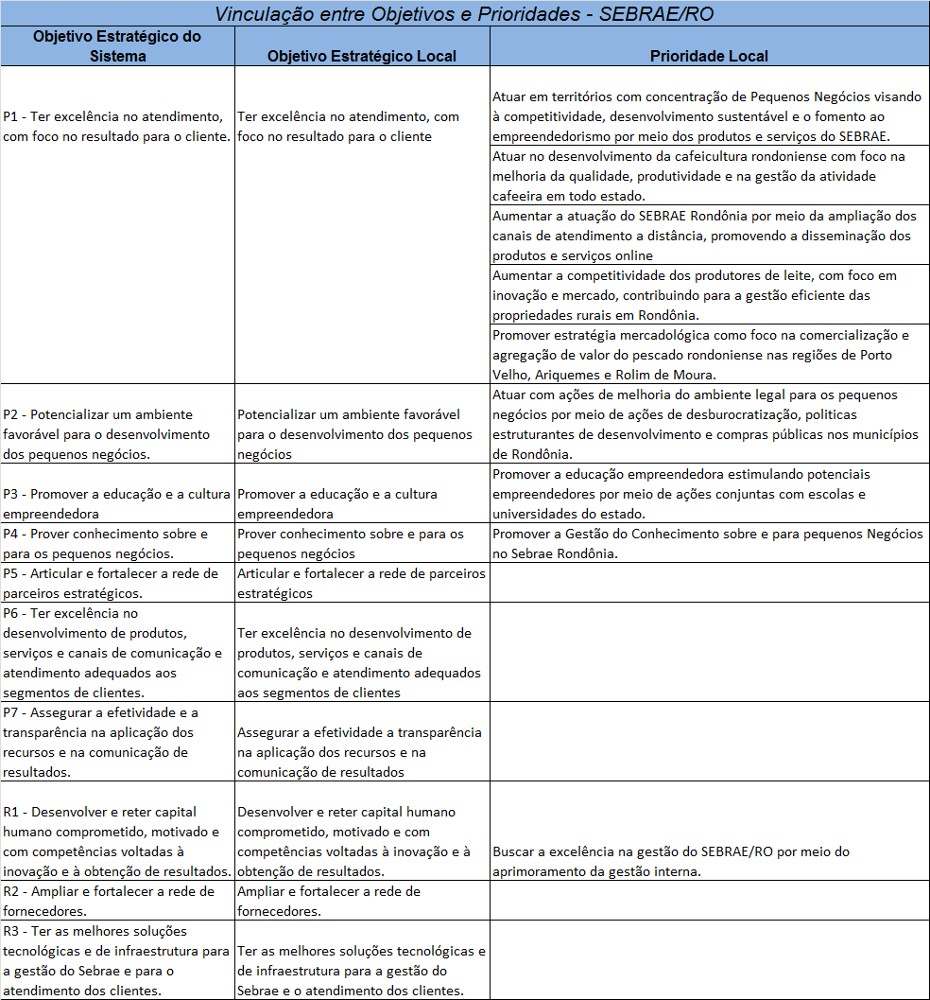 Vinculação entre Objetivos e Prioridades - SEBRAE/RO
Objetivo Estratégico do
Sistema
Objetivo Estratégico Local
Prioridade Local
P1 - Ter excelência no atendimento,
com foco no resultado para o cliente.
Ter excelência no atendimento, com
foco no resultado para o cliente
Atuar em territórios com concentração de Pequenos Negócios visando
à competitividade, desenvolvimento sustentável e o fomento ao
empreendedorismo por meio dos produtos e serviços do SEBRAE.
Atuar no desenvolvimento da cafeicultura rondoniense com foco na
melhoria da qualidade, produtividade e na gestão da atividade
cafeeira em todo estado.
Aumentar a atuação do SEBRAE Rondônia por meio da ampliação dos
canais de atendimento a distância, promovendo a disseminação dos
produtos e serviços online
Aumentar a competitividade dos produtores de leite, com foco em
inovação e mercado, contribuindo para a gestão eficiente das
propriedades rurais em Rondônia.
Promover estratégia mercadológica como foco na comercialização e
agregação de valor do pescado rondoniense nas regiões de Porto
Velho, Ariquemes e Rolim de Moura.
P2 - Potencializar um ambiente
favorável para o desenvolvimento
dos pequenos negócios.
Potencializar um ambiente favorável
para o desenvolvimento dos pequenos
negócios
Atuar com ações de melhoria do ambiente legal para os pequenos
negócios por meio de ações de desburocratização, politicas
estruturantes de desenvolvimento e compras públicas nos municípios
de Rondônia.
P3 - Promover a educação e a cultura
empreendedora
Promover a educação e a cultura
empreendedora
Promover a educação empreendedora estimulando potenciais
empreendedores por meio de ações conjuntas com escolas e
universidades do estado.
P4 - Prover conhecimento sobre e
para os pequenos negócios.
Prover conhecimento sobre e para os
pequenos negócios
Promover a Gestão do Conhecimento sobre e para pequenos Negócios
no Sebrae Rondônia.
P5 - Articular e fortalecer a rede de
parceiros estratégicos.
Articular e fortalecer a rede de parceiros
estratégicos
P6 - Ter excelência no
desenvolvimento de produtos,
serviços e canais de comunicação e
atendimento adequados aos
segmentos de clientes.
Ter excelência no desenvolvimento de
produtos, serviços e canais de
comunicação e atendimento adequados
aos segmentos de clientes
P7 - Assegurar a efetividade e a
transparência na aplicação dos
recursos e na comunicação de
resultados.
Assegurar a efetividade a transparência
na aplicação dos recursos e na
comunicação de resultados
R1 - Desenvolver e reter capital
humano comprometido, motivado e
com competências voltadas à
inovação e à obtenção de resultados.
Desenvolver e reter capital humano
comprometido, motivado e com
competências voltadas à inovação e à
obtenção de resultados.
Buscar a excelência na gestão do SEBRAE/RO por meio do
aprimoramento da gestão interna.
R2 - Ampliar e fortalecer a rede de
fornecedores.
Ampliar e fortalecer a rede de
fornecedores.
R3 - Ter as melhores soluções
tecnológicas e de infraestrutura para
a gestão do Sebrae e para o
atendimento dos clientes.
Ter as melhores soluções tecnológicas e
de infraestrutura para a gestão do
Sebrae e o atendimento dos clientes.